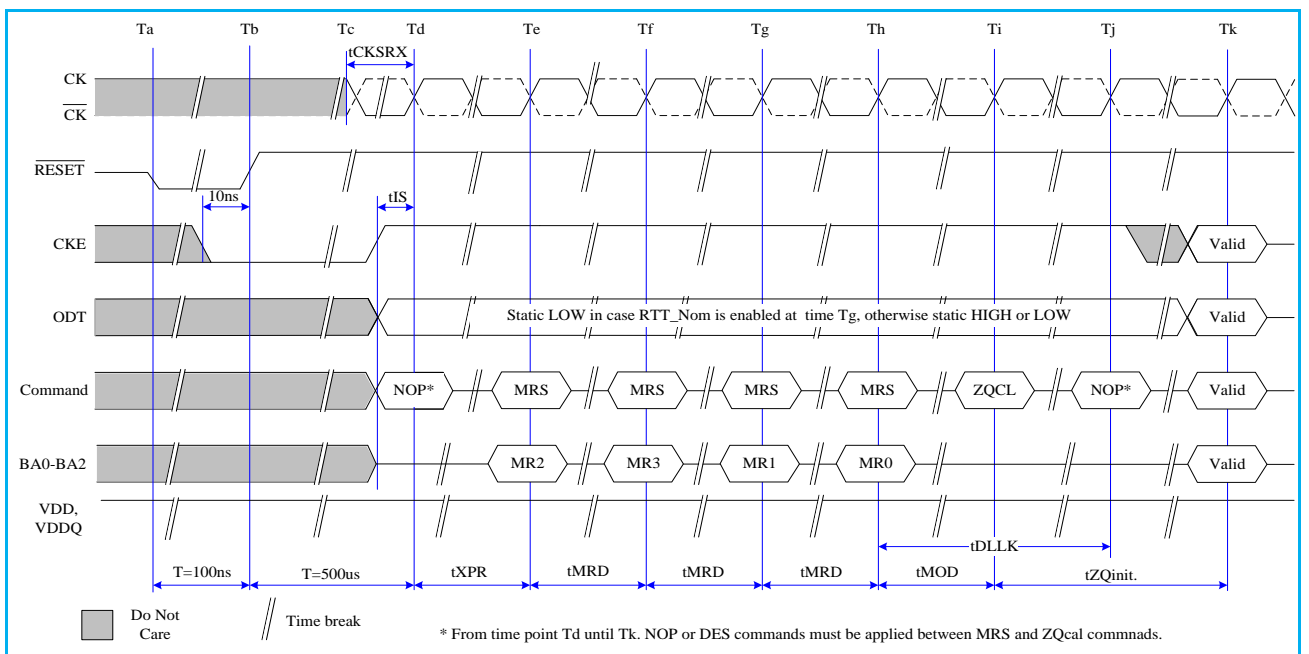 Ta Tb Tc Td Te Tf Tg Th Ti Tj Tk
tCKSRX
CK
CK
RESET
10ns
tIS
CKE
Valid
ODT
Static LOW in case RTT_Nom is enabled at time Tg, otherwise static HIGH or LOW
Valid
Command
NOP* MRS MRS MRS MRS ZQCL NOP* Valid
BA0-BA2
MR2 MR3 MR1 MR0 Valid
VDD,
VDDQ
tDLLK
T=100ns T=500us tXPR tMRD tMRD tMRD tMOD tZQinit.
Do Not
Care
Time break
* From time point Td until Tk. NOP or DES commands must be applied between MRS and ZQcal commnads.